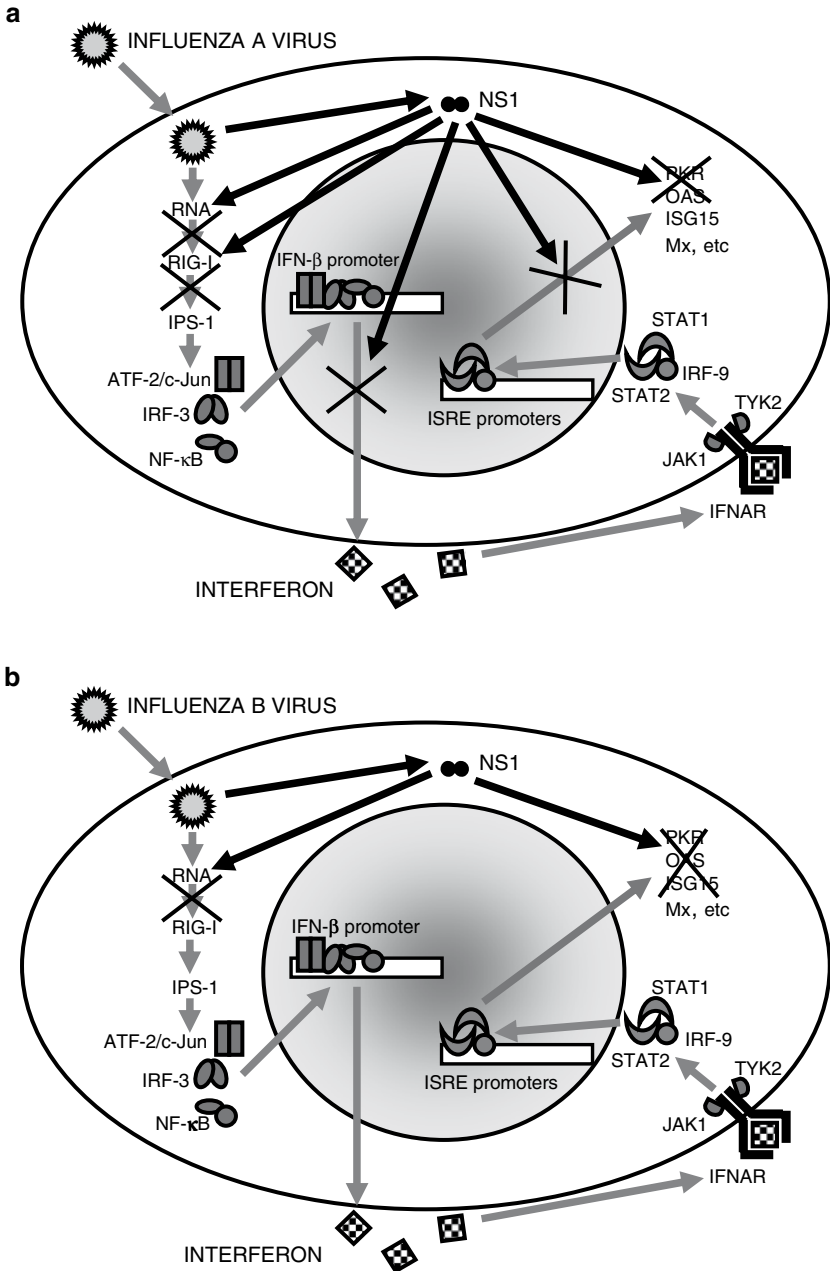 a
INFLUENZA A VIRUS
NS1
RNA
RIG-I
IPS-1
ATF-2/c-Jun
IRF-3
NF-κB
IFN-β promoter
ISRE promoters
PKR
OAS
ISG15
Mx, etc
STAT1
IRF-9
STAT2
TYK2
JAK1
IFNAR
INTERFERON
b
INFLUENZA B VIRUS
NS1
RNA
RIG-I
IPS-1
ATF-2/c-Jun
IRF-3
NF-κB
IFN-β promoter
ISRE promoters
PKR
OAS
ISG15
Mx, etc
STAT1
IRF-9
STAT2
TYK2
JAK1
IFNAR
INTERFERON